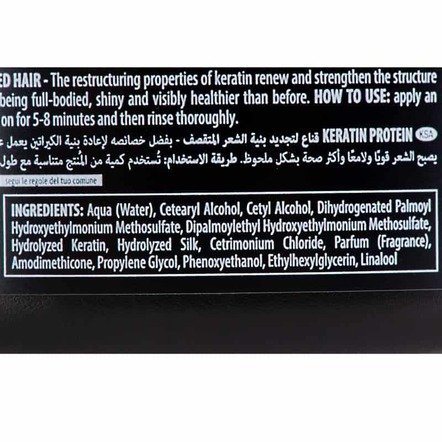 ED HAIR - The restructuring properties of keratin renew and strengthen the structure
being full-bodied, shiny and visibly healthier than before. HOW TO USE: apply an
on for 5-8 minutes and then rinse thoroughly.
KERATIN PROTEIN KSA قناع لتجديد بنية الشعر المتقصف - بفضل خصائصه لإعادة بنية الكيراتين يعمل
يصبح الشعر قويًا ولامعًا وأكثر صحة بشكل ملحوظ. طريقة الاستخدام: تُستخدم كمية من المُنتج متناسبة مع طول
segui le regole del tuo comune
INGREDIENTS: Aqua (Water), Cetearyl Alcohol, Cetyl Alcohol, Dihydrogenated Palmoyl
Hydroxyethylmonium Methosulfate, Dipalmoylethyl Hydroxyethylmonium Methosulfate,
Hydrolyzed Keratin, Hydrolyzed Silk, Cetrimonium Chloride, Parfum (Fragrance),
Amodimethicone, Propylene Glycol, Phenoxyethanol, Ethylhexylglycerin, Linalool